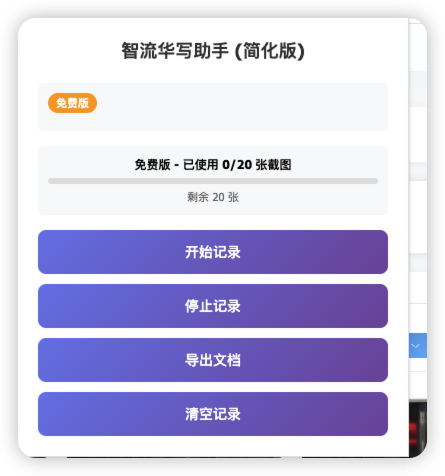 智流华写助手 (简化版)
免费版
免费版 - 已使用 0/20 张截图
剩余 20 张
开始记录
停止记录
导出文档
清空记录